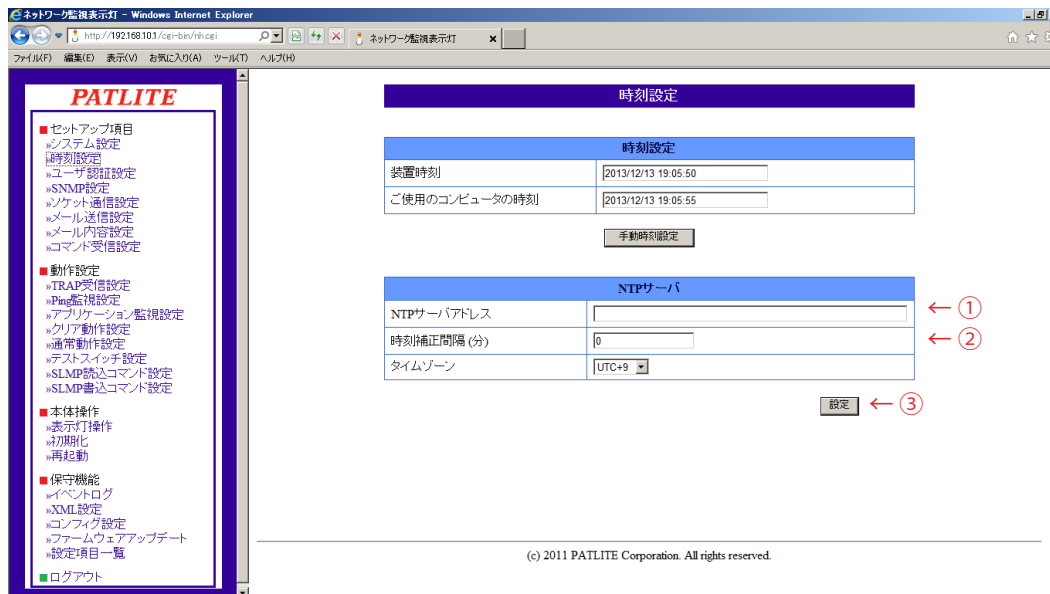 ネットワーク監視表示灯 - Windows Internet Explorer
http://192.168.10.1/cgi-bin/nh.cgi
ネットワーク監視表示灯
ファイル(F) 編集(E) 表示(V) お気に入り(A) ツール(T) ヘルプ(H)
PATLITE
■セットアップ項目
»システム設定
»時刻設定
»ユーザ認証設定
»SNMP設定
»ソケット通信設定
»メール送信設定
»メール内容設定
»コマンド受信設定
■動作設定
»TRAP受信設定
»Ping監視設定
»アプリケーション監視設定
»クリア動作設定
»通常動作設定
»テストスイッチ設定
»SLMP読込コマンド設定
»SLMP書込コマンド設定
■本体操作
»表示灯操作
»初期化
»再起動
■保守機能
»イベントログ
»XML設定
»コンフィグ設定
»ファームウェアアップデート
»設定項目一覧
■ログアウト
時刻設定
時刻設定
装置時刻 2013/12/13 19:05:50
ご使用のコンピュータの時刻 2013/12/13 19:05:55
手動時刻設定
NTPサーバ
NTPサーバアドレス ←①
時刻補正間隔(分) 0 ←②
タイムゾーン UTC+9
設定 ←③
(c) 2011 PATLITE Corporation. All rights reserved.